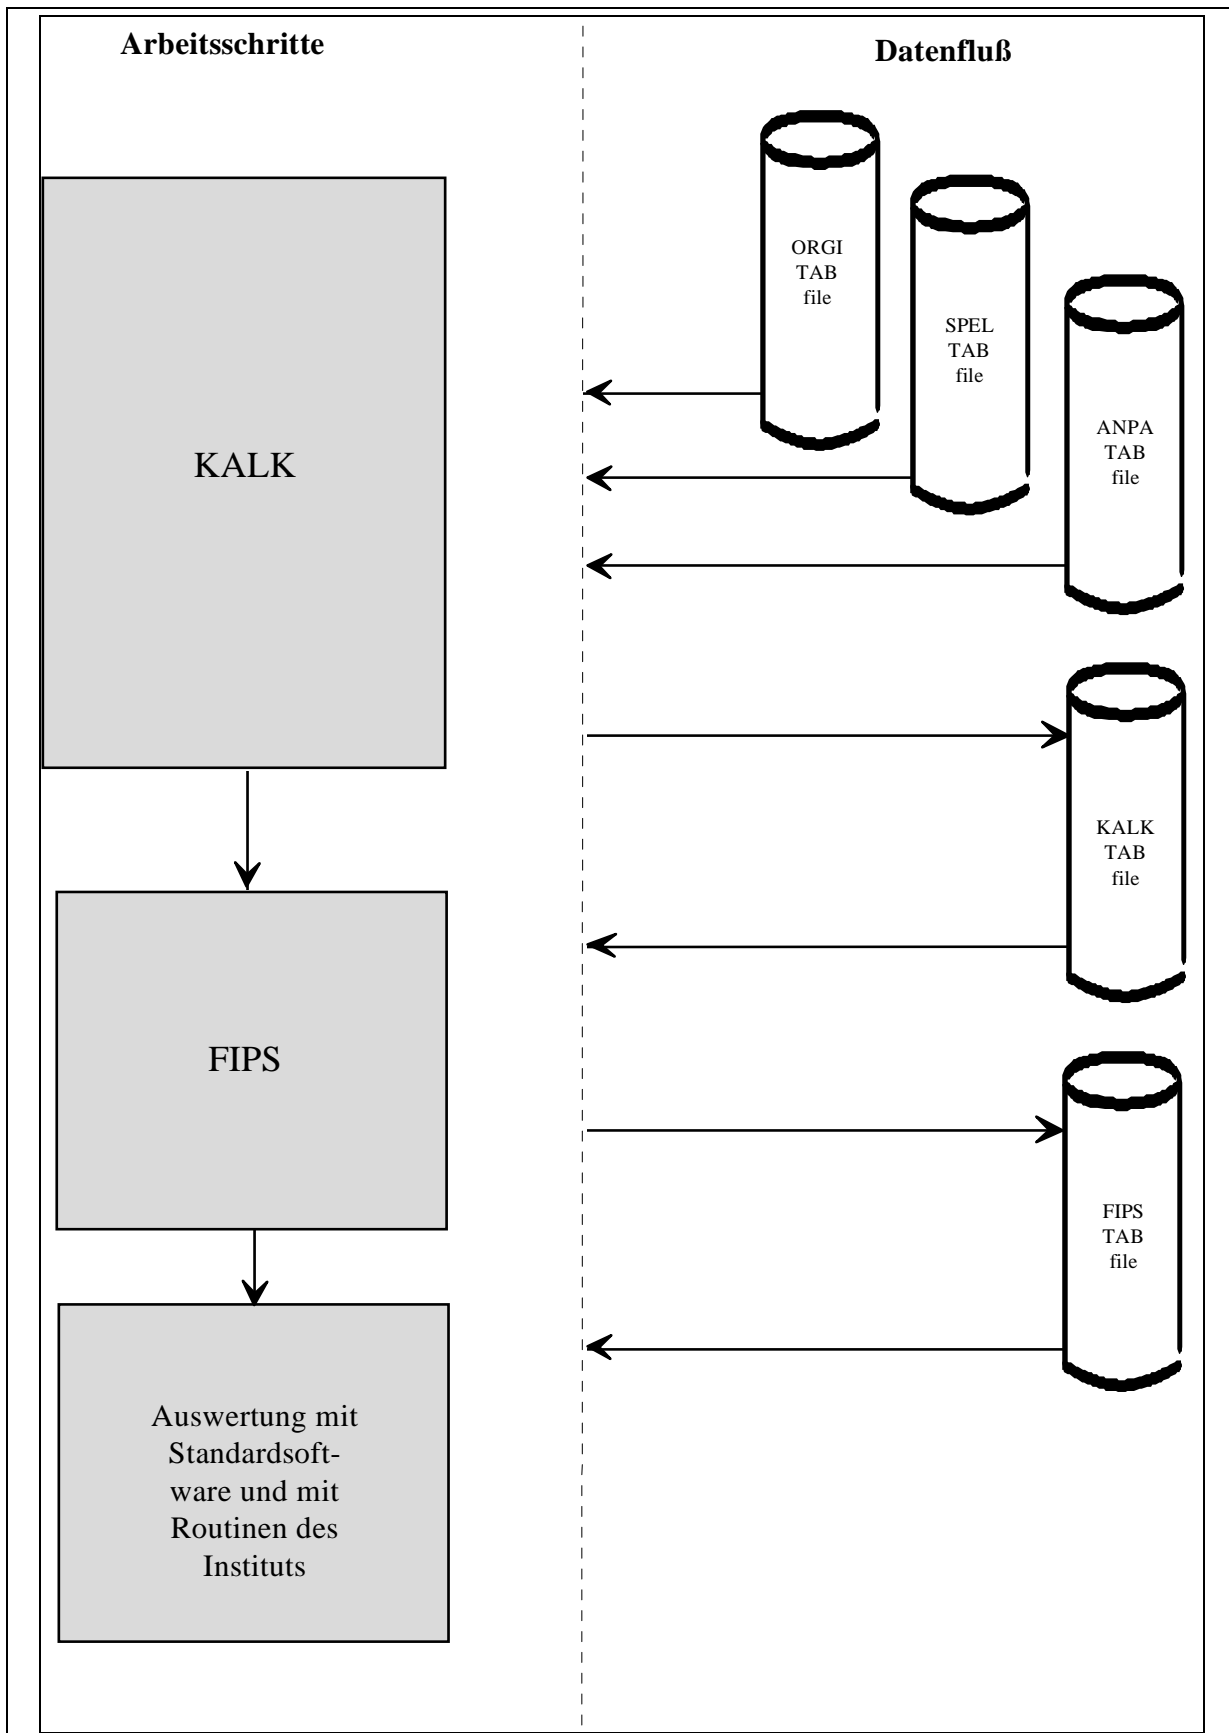 Arbeitsschritte
Datenfluß
ORGI
TAB
file
SPEL
TAB
file
ANPA
TAB
file
KALK
KALK
TAB
file
FIPS
FIPS
TAB
file
Auswertung mit
Standardsoft-
ware und mit
Routinen des
Instituts